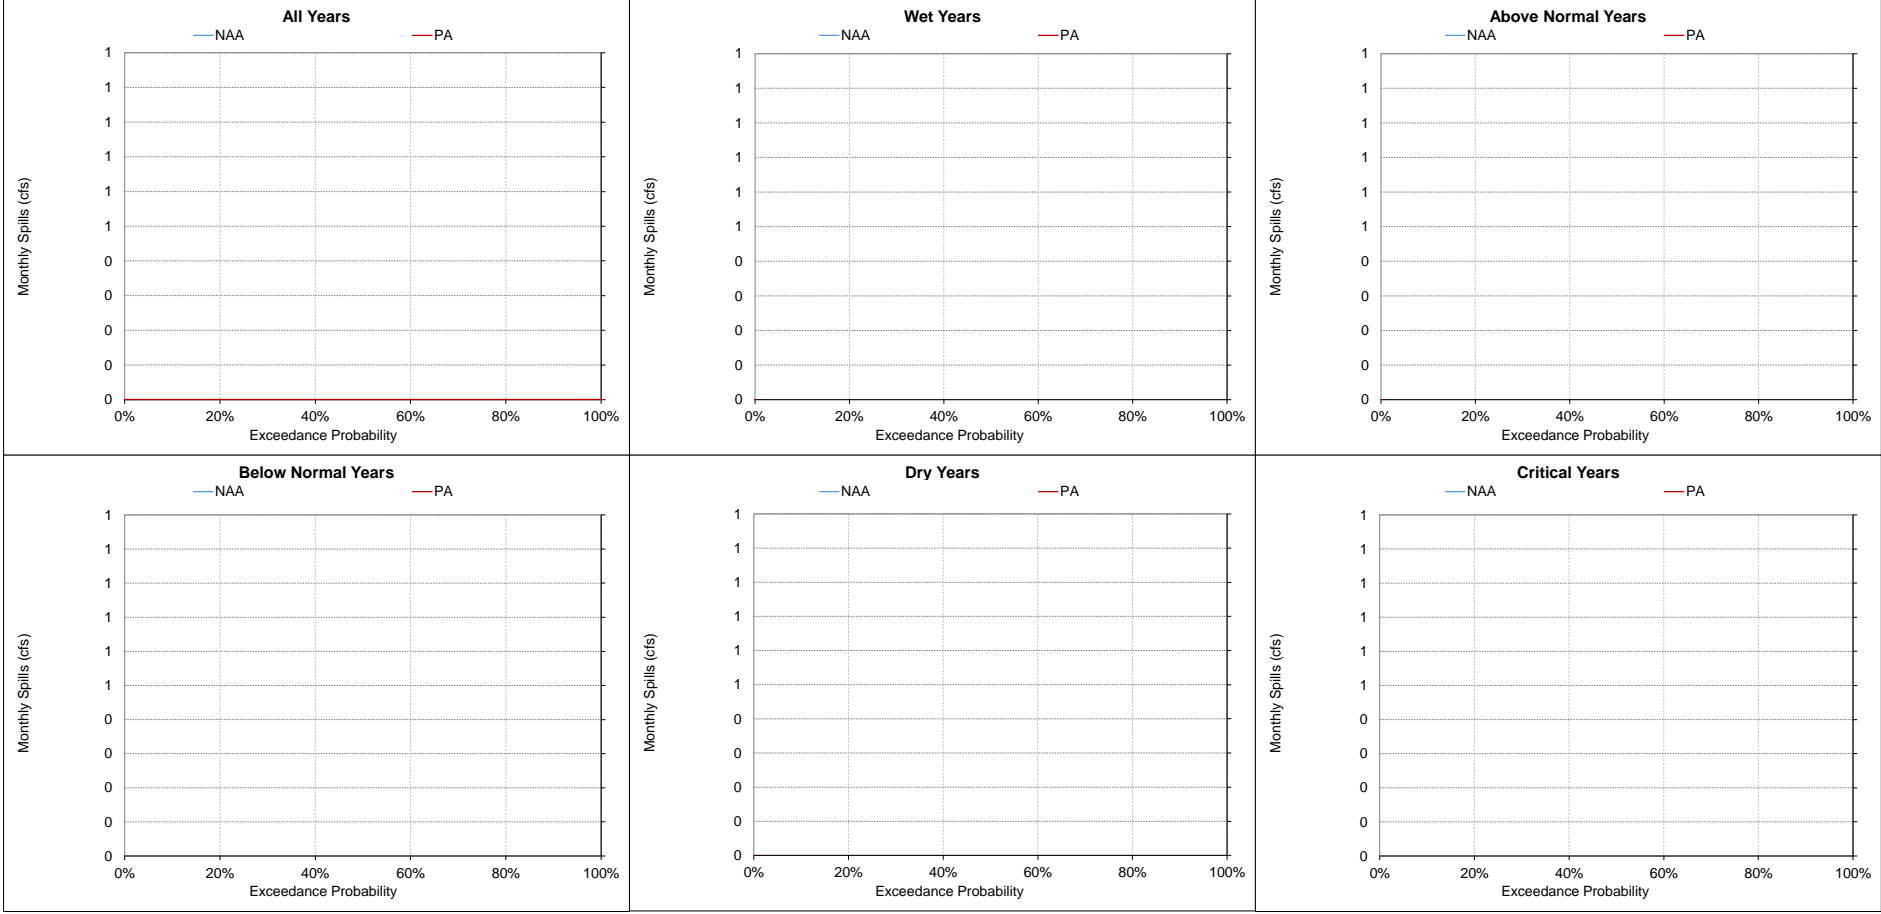 All Years
NAA PA
1
1
1
1
1
1
0
0
0
0
0
Monthly Spills (cfs)
0% 20% 40% 60% 80% 100%
Exceedance Probability
Wet Years
NAA PA
1
1
1
1
1
1
0
0
0
0
0
Monthly Spills (cfs)
0% 20% 40% 60% 80% 100%
Exceedance Probability
Above Normal Years
NAA PA
1
1
1
1
1
1
0
0
0
0
0
Monthly Spills (cfs)
0% 20% 40% 60% 80% 100%
Exceedance Probability
Below Normal Years
NAA PA
1
1
1
1
1
1
0
0
0
0
0
Monthly Spills (cfs)
0% 20% 40% 60% 80% 100%
Exceedance Probability
Dry Years
NAA PA
1
1
1
1
1
1
0
0
0
0
0
Monthly Spills (cfs)
0% 20% 40% 60% 80% 100%
Exceedance Probability
Critical Years
NAA PA
1
1
1
1
1
1
0
0
0
0
0
Monthly Spills (cfs)
0% 20% 40% 60% 80% 100%
Exceedance Probability